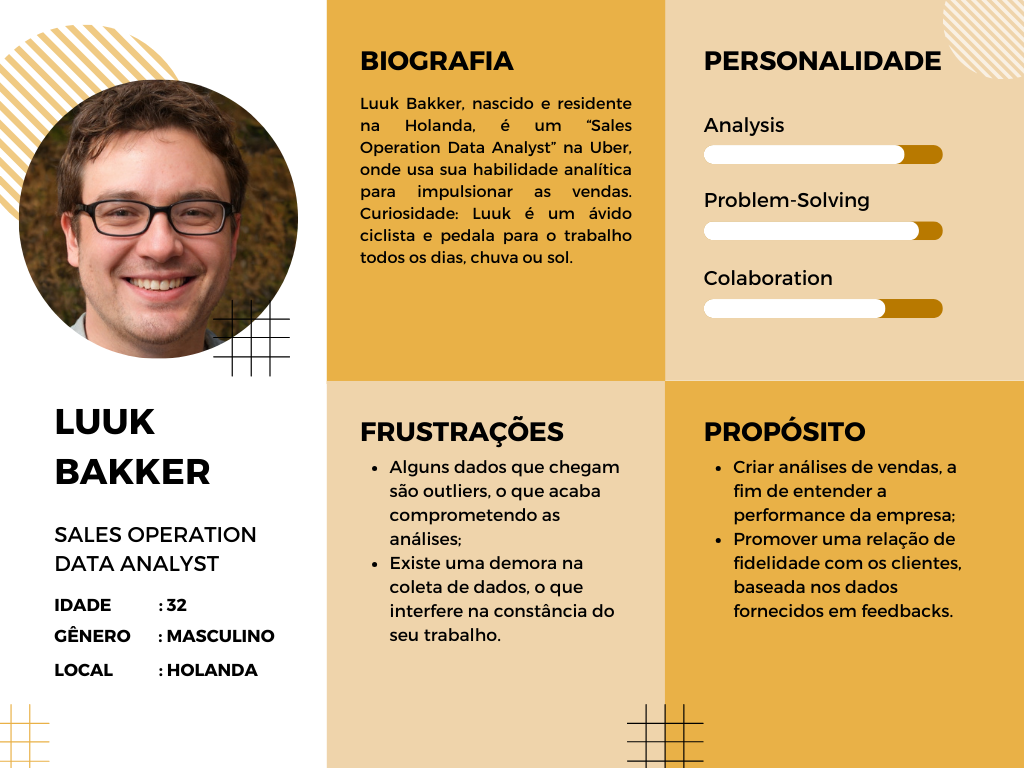 LUUK
BAKKER
SALES OPERATION
DATA ANALYST
IDADE : 32
GÊNERO : MASCULINO
LOCAL : HOLANDA
BIOGRAFIA
Luuk Bakker, nascido e residente
na Holanda, é um “Sales
Operation Data Analyst” na Uber,
onde usa sua habilidade analítica
para impulsionar as vendas.
Curiosidade: Luuk é um ávido
ciclista e pedala para o trabalho
todos os dias, chuva ou sol.
PERSONALIDADE
Analysis
Problem-Solving
Colaboration
FRUSTRAÇÕES
• Alguns dados que chegam
são outliers, o que acaba
comprometendo as
análises;
• Existe uma demora na
coleta de dados, o que
interfere na constância do
seu trabalho.
PROPÓSITO
• Criar análises de vendas, a
fim de entender a
performance da empresa;
• Promover uma relação de
fidelidade com os clientes,
baseada nos dados
fornecidos em feedbacks.